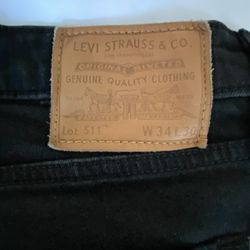 LEVI STRAUSS & CO.
ORIGINAL RIVETED
GENUINE QUALITY CLOTHING
Lot 511™ W 34 L 30